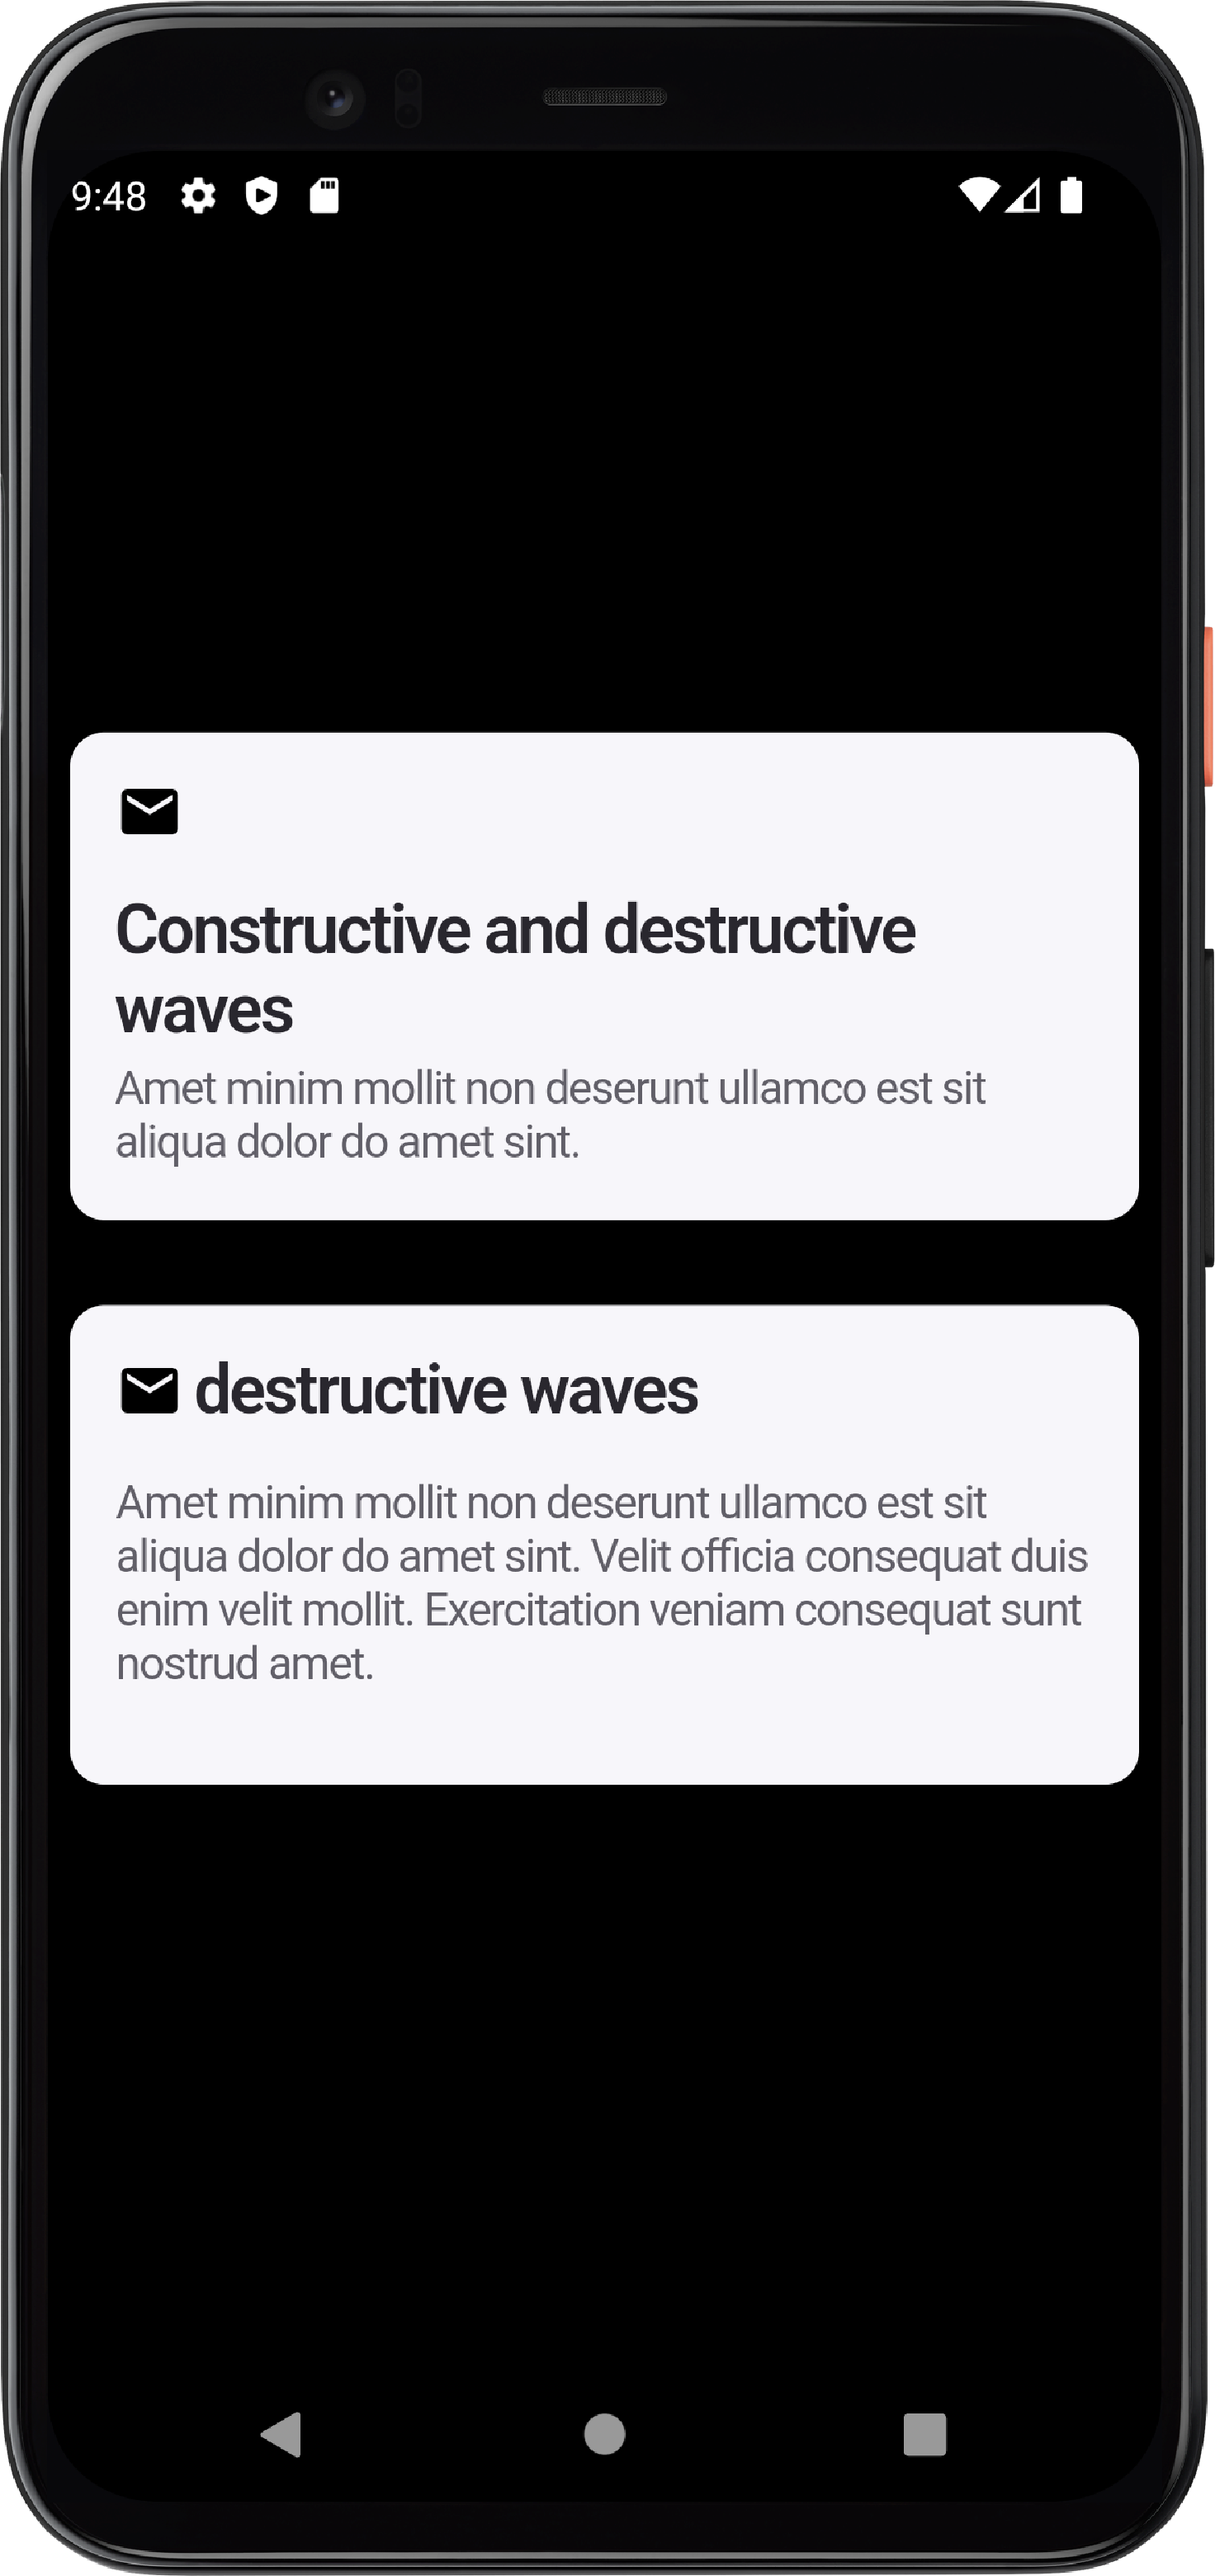 9:48
Constructive and destructive
waves
Amet minim mollit non deserunt ullamco est sit
aliqua dolor do amet sint.
destructive waves
Amet minim mollit non deserunt ullamco est sit
aliqua dolor do amet sint. Velit officia consequat duis
enim velit mollit. Exercitation veniam consequat sunt
nostrud amet.